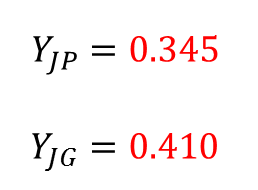 Y_JP = 0.345
Y_JG = 0.410